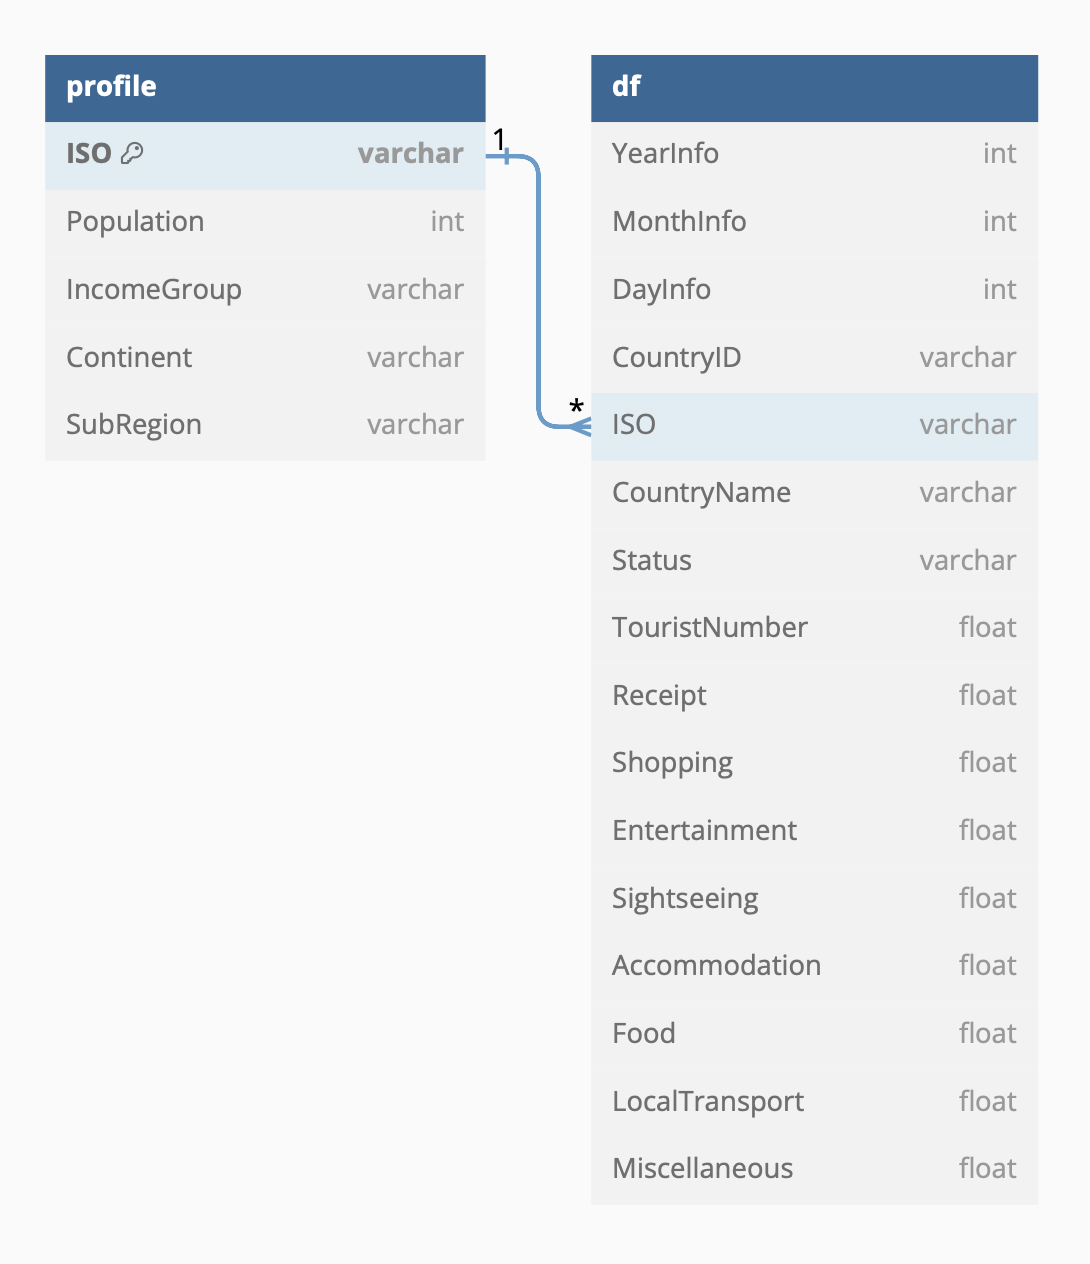 profile
ISO varchar
Population int
IncomeGroup varchar
Continent varchar
SubRegion varchar
1
*
df
YearInfo int
MonthInfo int
DayInfo int
CountryID varchar
ISO varchar
CountryName varchar
Status varchar
TouristNumber float
Receipt float
Shopping float
Entertainment float
Sightseeing float
Accommodation float
Food float
LocalTransport float
Miscellaneous float